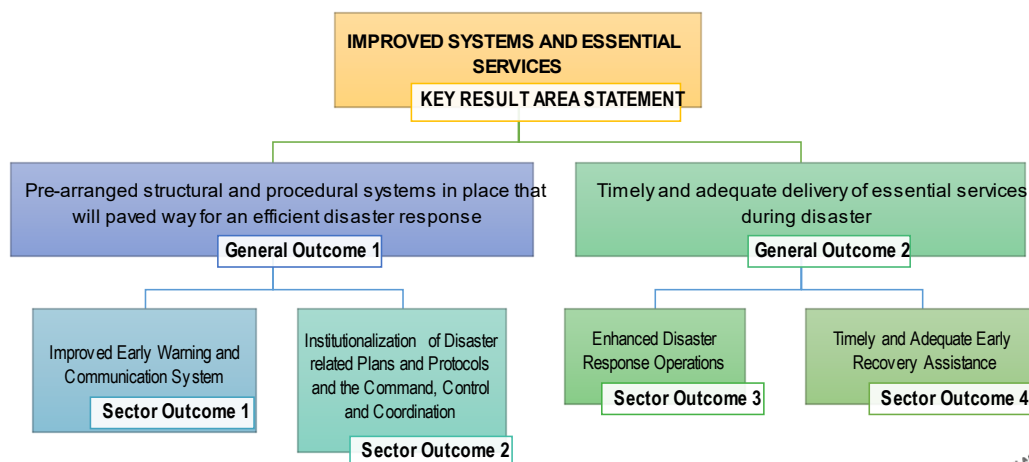 IMPROVED SYSTEMS AND ESSENTIAL
SERVICES
KEY RESULT AREA STATEMENT
Pre-arranged structural and procedural systems in place that
will paved way for an efficient disaster response
General Outcome 1
Timely and adequate delivery of essential services
during disaster
General Outcome 2
Improved Early Warning and
Communication System
Sector Outcome 1
Institutionalization of Disaster
related Plans and Protocols
and the Command, Control
and Coordination
Sector Outcome 2
Enhanced Disaster
Response Operations
Sector Outcome 3
Timely and Adequate Early
Recovery Assistance
Sector Outcome 4